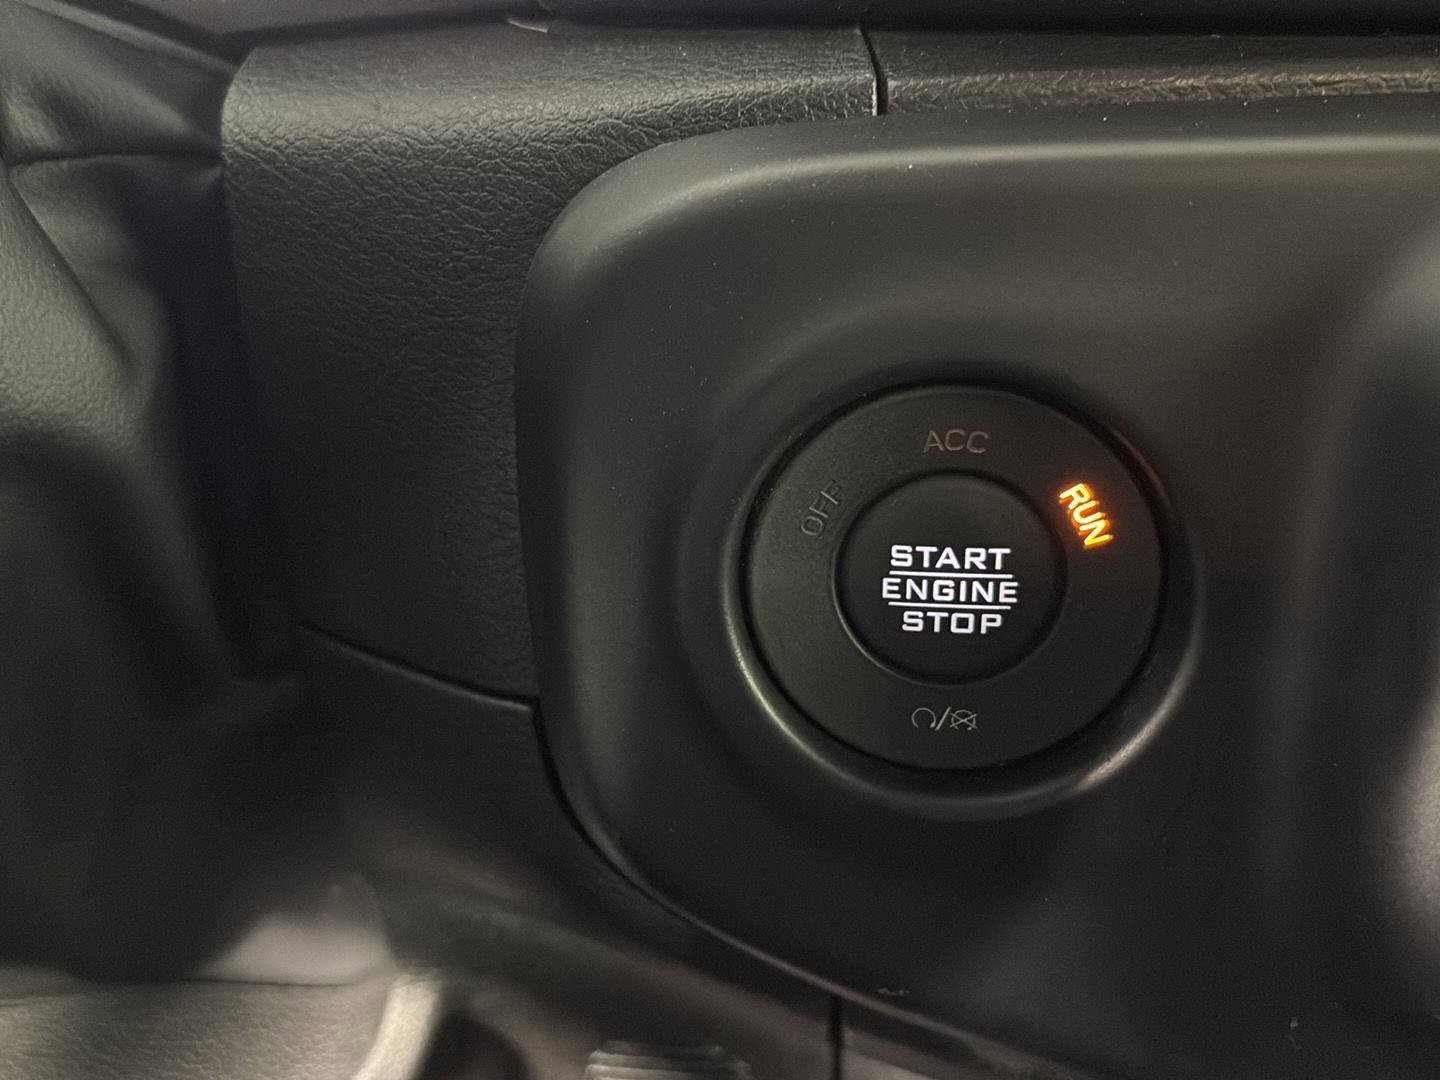 ACC
OFF
RUN
START
ENGINE
STOP